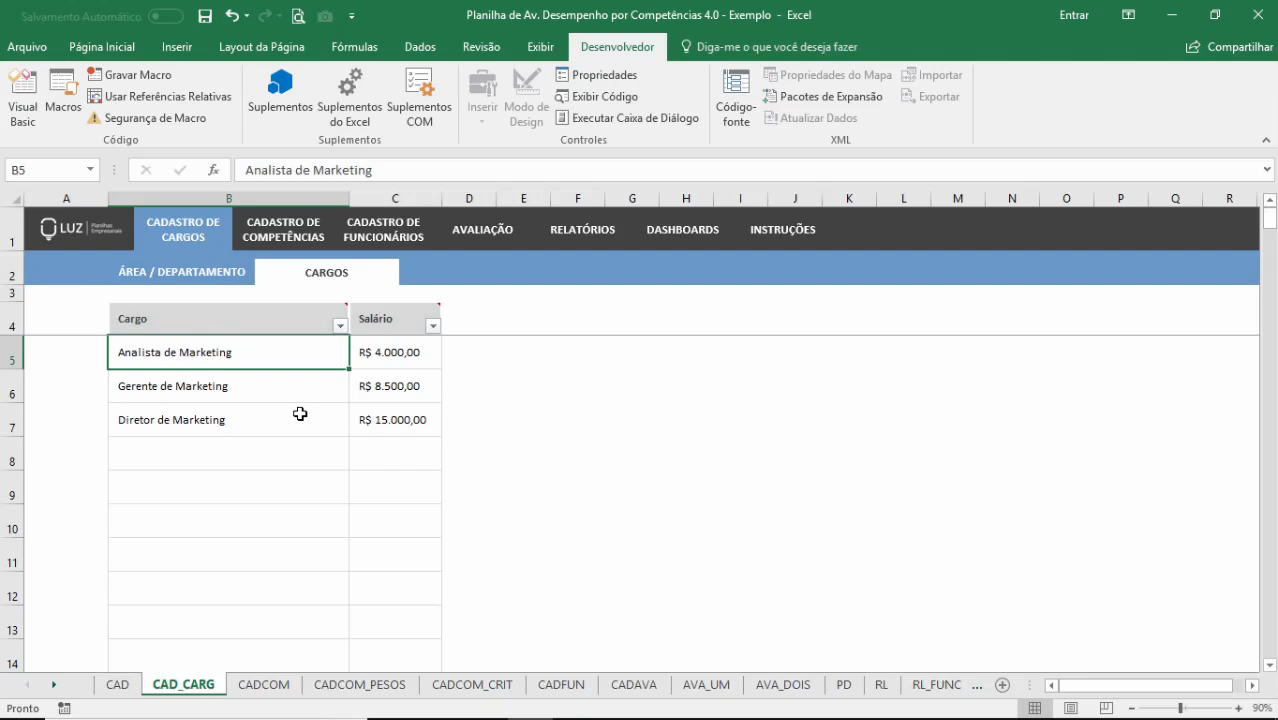 Salvamento Automático
Planilha de Av. Desempenho por Competências 4.0 - Exemplo - Excel
Entrar
Arquivo
Página Inicial
Inserir
Layout da Página
Fórmulas
Dados
Revisão
Exibir
Desenvolvedor
Diga-me o que você deseja fazer
Compartilhar
Visual Basic
Macros
Gravar Macro
Usar Referências Relativas
Segurança de Macro
Código
Suplementos
Suplementos do Excel
Suplementos COM
Suplementos
Inserir
Modo de Design
Propriedades
Exibir Código
Executar Caixa de Diálogo
Controles
Código-fonte
Propriedades do Mapa
Pacotes de Expansão
Atualizar Dados
Importar
Exportar
XML
B5
fx
Analista de Marketing
A B C D E F G H I J K L M N O P Q R
1
LUZ Planilhas Empresariais
CADASTRO DE CARGOS
CADASTRO DE COMPETÊNCIAS
CADASTRO DE FUNCIONÁRIOS
AVALIAÇÃO
RELATÓRIOS
DASHBOARDS
INSTRUÇÕES
2
ÁREA / DEPARTAMENTO
CARGOS
3
4 Cargo Salário
5 Analista de Marketing R$ 4.000,00
6 Gerente de Marketing R$ 8.500,00
7 Diretor de Marketing R$ 15.000,00
8
9
10
11
12
13
14
CAD CAD_CARG CADCOM CADCOM_PESOS CADCOM_CRIT CADFUN CADAVA AVA_UM AVA_DOIS PD RL RL_FUNC ...
Pronto
90%